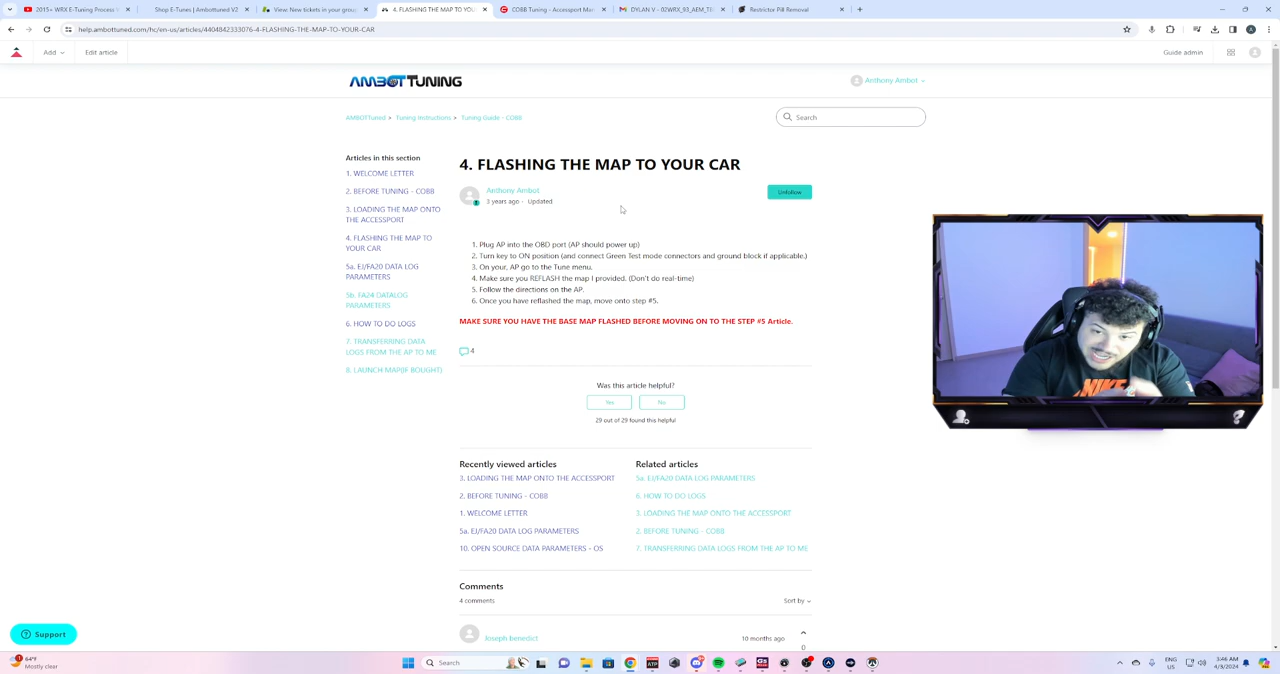 2015+ WRX E-Tuning Process
Shop E-Tunes | Ambottuned V2
View: New tickets in your group
4. FLASHING THE MAP TO YOU
COBB Tuning - Accessport Ma
DYLAN V - 02WRX_93_AEM_T
Restrictor Pill Removal
help.ambottuned.com/hc/en-us/articles/4404842333076-4-FLASHING-THE-MAP-TO-YOUR-CAR
Add
Edit article
Guide admin
AMBOT TUNING
Anthony Ambot
AMBOTTuned > Tuning Instructions > Tuning Guide - COBB
Search
Articles in this section
1. WELCOME LETTER
2. BEFORE TUNING - COBB
3. LOADING THE MAP ONTO
THE ACCESSPORT
4. FLASHING THE MAP TO
YOUR CAR
5a. EJ/FA20 DATA LOG
PARAMETERS
5b. FA24 DATALOG
PARAMETERS
6. HOW TO DO LOGS
7. TRANSFERRING DATA
LOGS FROM THE AP TO ME
8. LAUNCH MAP(IF BOUGHT)
4. FLASHING THE MAP TO YOUR CAR
Anthony Ambot
3 years ago - Updated
Unfollow
1. Plug AP into the OBD port (AP should power up)
2. Turn key to ON position (and connect Green Test mode connectors and ground block if applicable.)
3. On your, AP go to the Tune menu.
4. Make sure you REFLASH the map I provided. (Don't do real-time)
5. Follow the directions on the AP.
6. Once you have reflashed the map, move onto step #5.
MAKE SURE YOU HAVE THE BASE MAP FLASHED BEFORE MOVING ON TO THE STEP #5 Article.
4
Was this article helpful?
Yes
No
29 out of 29 found this helpful
Recently viewed articles
3. LOADING THE MAP ONTO THE ACCESSPORT
2. BEFORE TUNING - COBB
1. WELCOME LETTER
5a. EJ/FA20 DATA LOG PARAMETERS
10. OPEN SOURCE DATA PARAMETERS - OS
Related articles
5a. EJ/FA20 DATA LOG PARAMETERS
6. HOW TO DO LOGS
3. LOADING THE MAP ONTO THE ACCESSPORT
2. BEFORE TUNING - COBB
7. TRANSFERRING DATA LOGS FROM THE AP TO ME
Comments
4 comments
Sort by
Joseph benedict
10 months ago
0
NIKE
Support
64°F
Mostly clear
Search
ENG
US
3:46 AM
4/3/2024